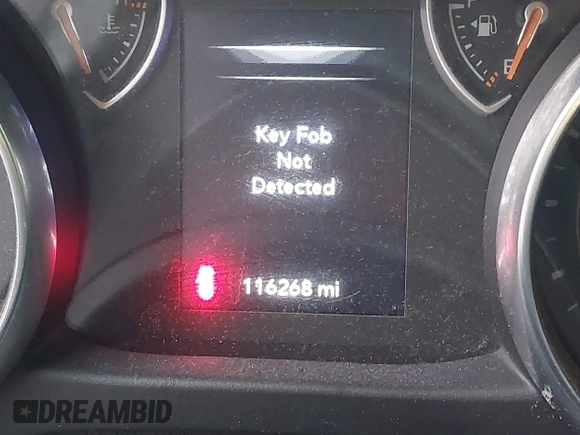 E
Key Fob
Not
Detected
116268 mi
DREAMBID